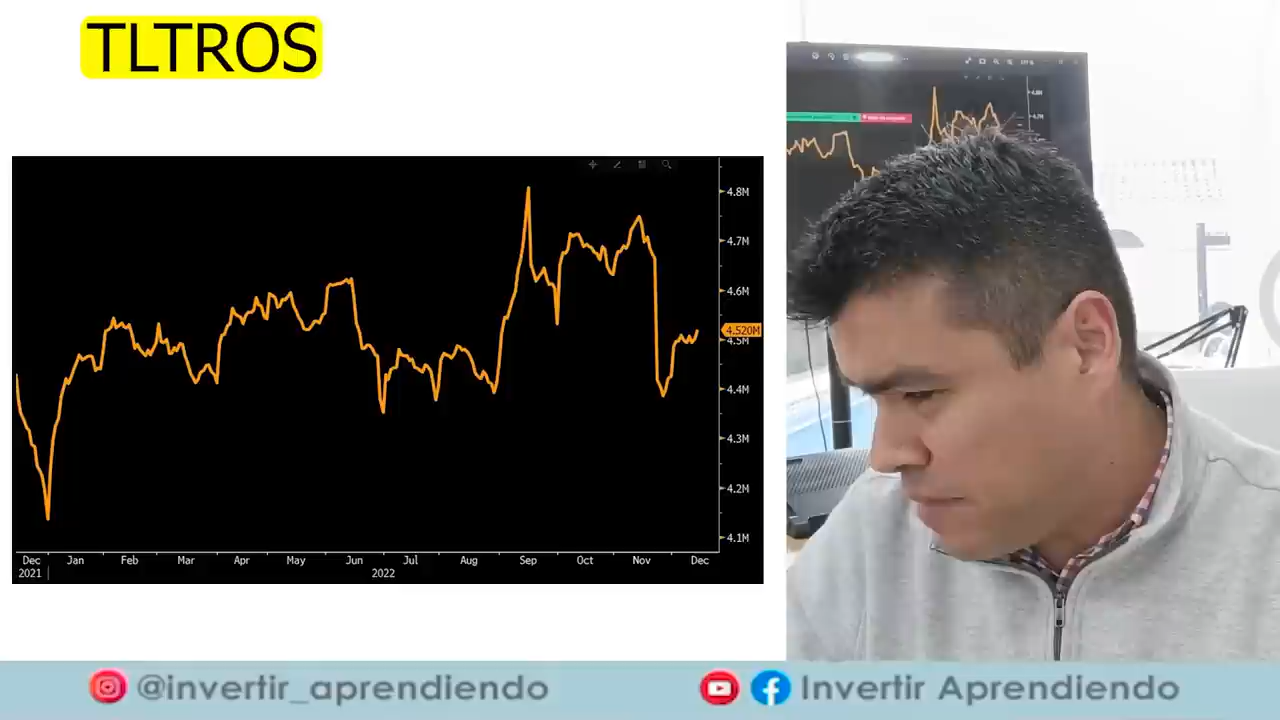 TLTROS
4.8M
4.7M
4.6M
4.520M
4.5M
4.4M
4.3M
4.2M
4.1M
Dec Jan Feb Mar Apr May Jun Jul Aug Sep Oct Nov Dec
2021 2022
@invertir_aprendiendo
Invertir Aprendiendo